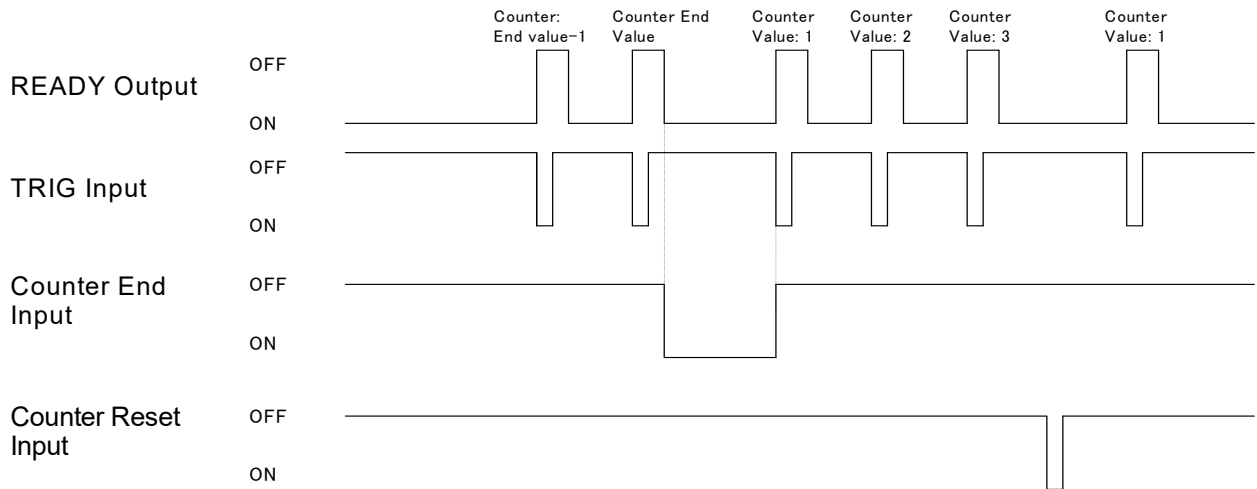 Counter:
End value-1
Counter End
Value
Counter
Value: 1
Counter
Value: 2
Counter
Value: 3
Counter
Value: 1
READY Output
OFF
ON
TRIG Input
OFF
ON
Counter End
Input
OFF
ON
Counter Reset
Input
OFF
ON